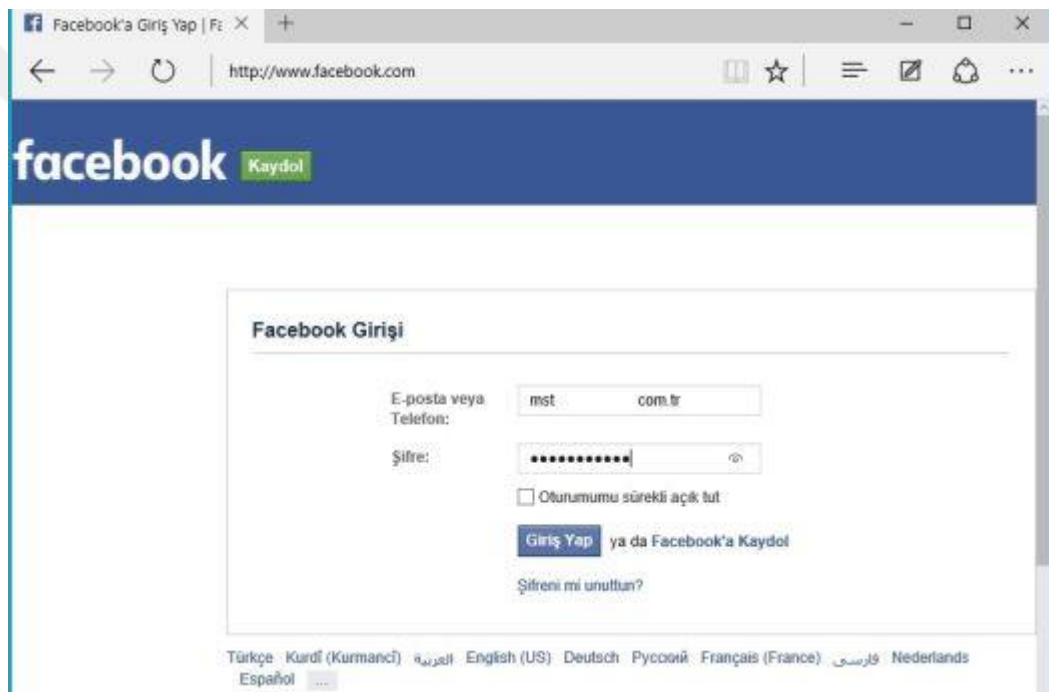 Facebook'a Giriş Yap | Fa
http://www.facebook.com
facebook Kaydol
Facebook Girişi
E-posta veya Telefon:
mst com.tr
Şifre:
Oturumumu sürekli açık tut
Giriş Yap ya da Facebook'a Kaydol
Şifreni mi unuttun?
Türkçe Kurdî (Kurmancî) العربية English (US) Deutsch Русский Français (France) فارسی Nederlands
Español ...